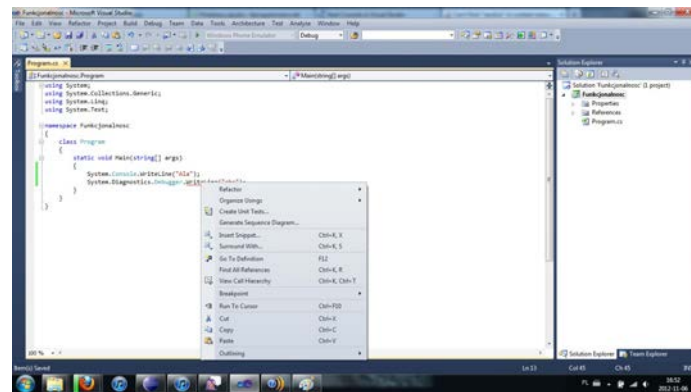 Funkcjonalnosc - Microsoft Visual Studio
File Edit View Refactor Project Build Debug Team Data Tools Architecture Test Analyze Window Help
Windows Phone Emulator Debug
Program.cs
Funkcjonalnosc.Program Main(string[] args)
using System;
using System.Collections.Generic;
using System.Linq;
using System.Text;
namespace Funkcjonalnosc
{
class Program
{
static void Main(string[] args)
{
System.Console.WriteLine("Ala");
System.Diagnostics.Debugger.WriteLine(
}
}
}
Refactor
Organize Usings
Create Unit Tests...
Generate Sequence Diagram...
Insert Snippet... Ctrl+K, X
Surround With... Ctrl+K, S
Go To Definition F12
Find All References Ctrl+K, R
View Call Hierarchy Ctrl+K, Ctrl+T
Breakpoint
Run To Cursor Ctrl+F10
Cut Ctrl+X
Copy Ctrl+C
Paste Ctrl+V
Outlining
Solution Explorer
Solution 'Funkcjonalnosc' (1 project)
Funkcjonalnosc
Properties
References
Program.cs
Toolbox
100 %
Solution Explorer Team Explorer
Item(s) Saved Ln 13 Col 45 Ch 45
PL 16:52
2012-11-06